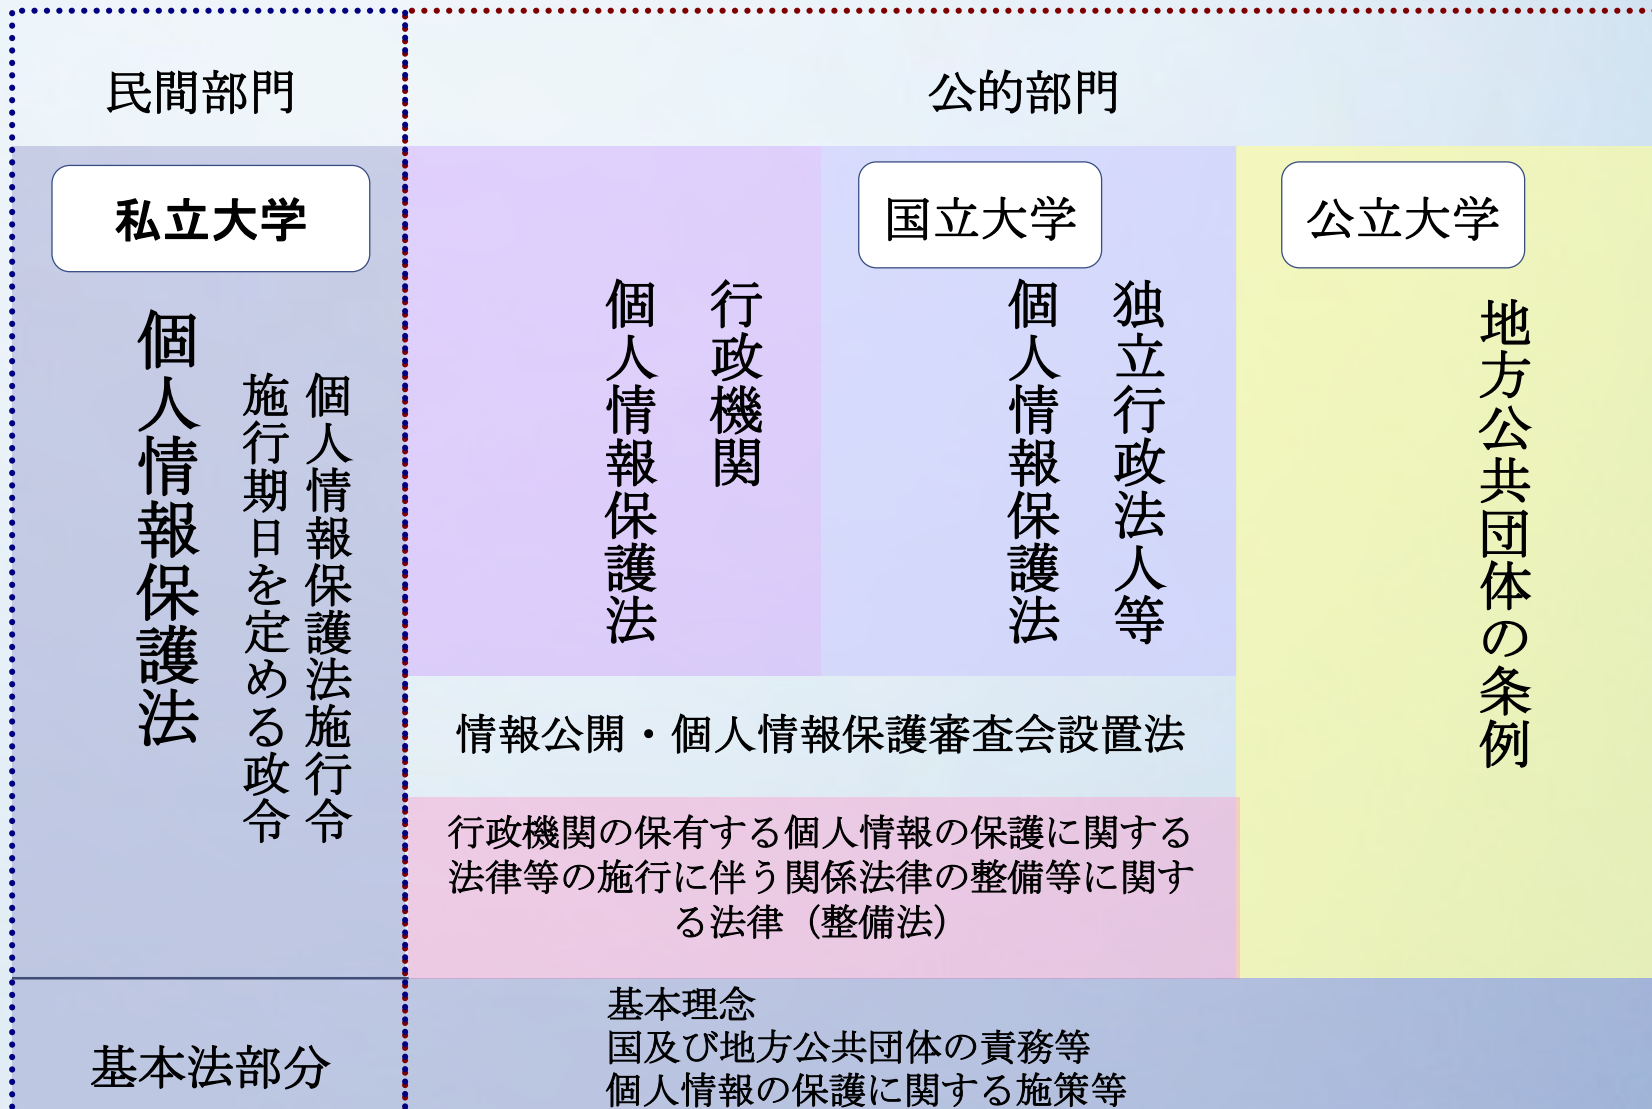 民間部門
公的部門
私立大学
個人情報保護法
個人情報保護法施行令
施行期日を定める政令
行政機関
個人情報保護法
国立大学
独立行政法人等
個人情報保護法
公立大学
地方公共団体の条例
情報公開・個人情報保護審査会設置法
行政機関の保有する個人情報の保護に関する
法律等の施行に伴う関係法律の整備等に関す
る法律（整備法）
基本法部分
基本理念
国及び地方公共団体の責務等
個人情報の保護に関する施策等